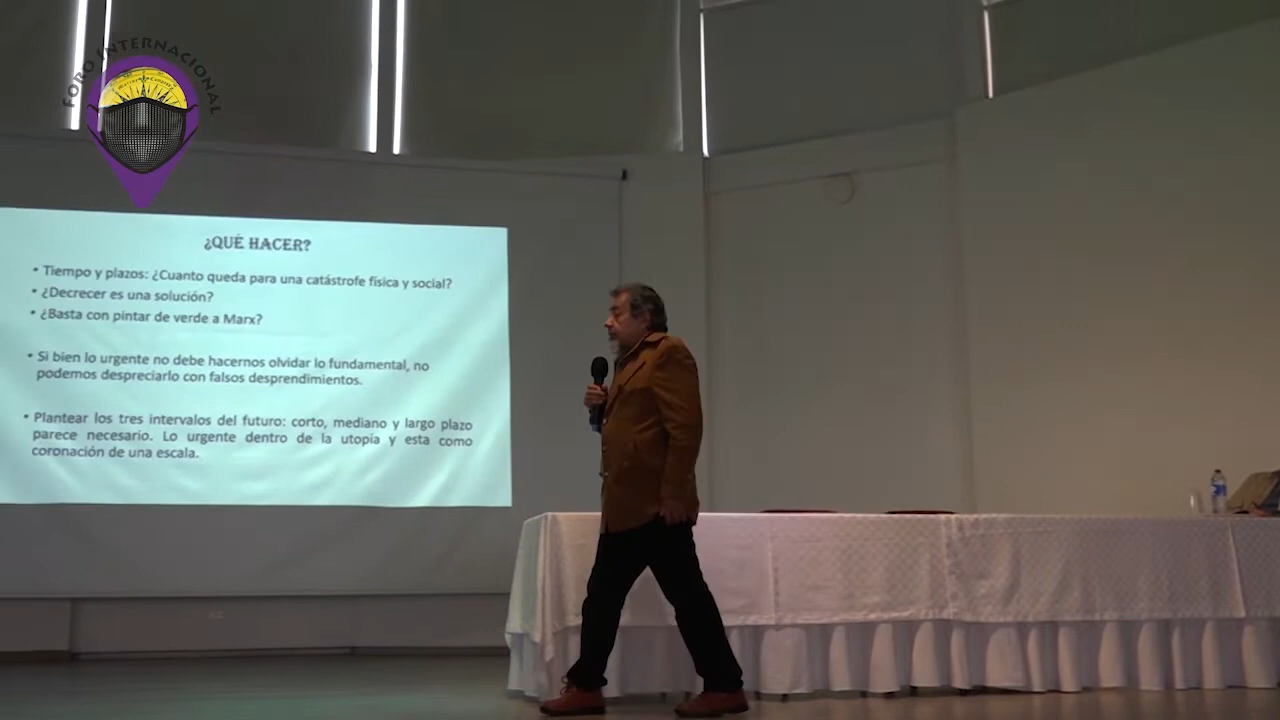 FORO INTERNACIONAL
¿QUÉ HACER?
• Tiempo y plazos: ¿Cuanto queda para una catástrofe física y social?
• ¿Decrecer es una solución?
• ¿Basta con pintar de verde a Marx?
• Si bien lo urgente no debe hacernos olvidar lo fundamental, no
podemos despreciarlo con falsos desprendimientos.
• Plantear los tres intervalos del futuro: corto, mediano y largo plazo
parece necesario. Lo urgente dentro de la utopía y esta como
coronación de una escala.